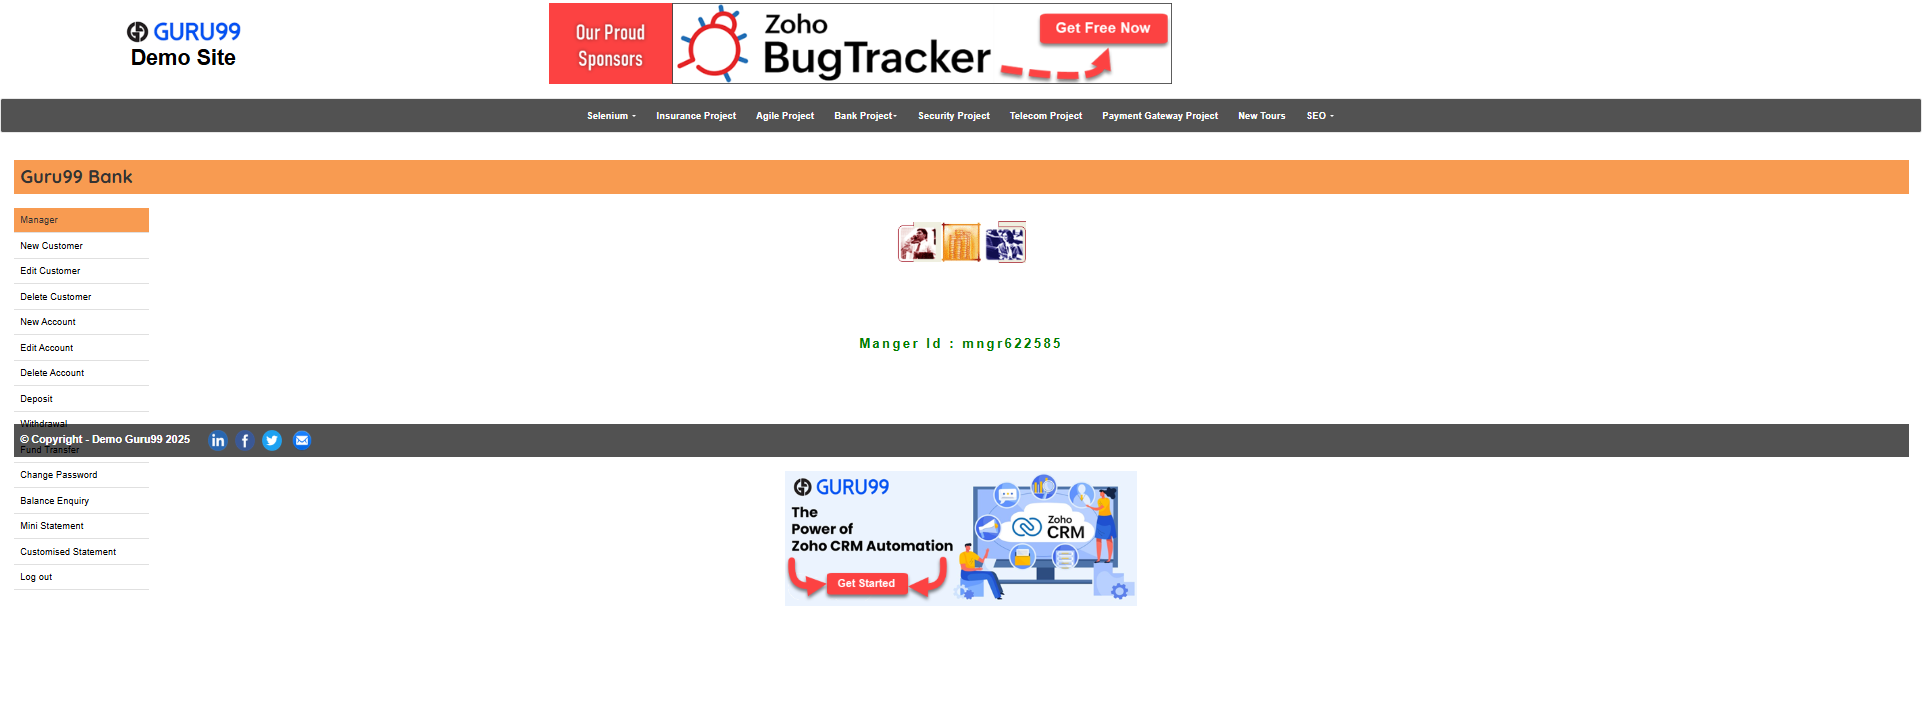 GURU99
Demo Site
Our Proud
Sponsors
Zoho
BugTracker
Get Free Now
Selenium
Insurance Project
Agile Project
Bank Project
Security Project
Telecom Project
Payment Gateway Project
New Tours
SEO
Guru99 Bank
Manager
New Customer
Edit Customer
Delete Customer
New Account
Edit Account
Delete Account
Deposit
Withdrawal
Fund Transfer
Change Password
Balance Enquiry
Mini Statement
Customised Statement
Log out
Manger Id : mngr622585
© Copyright - Demo Guru99 2025
in
f
GURU99
The
Power of
Zoho CRM Automation
Get Started
Zoho
CRM